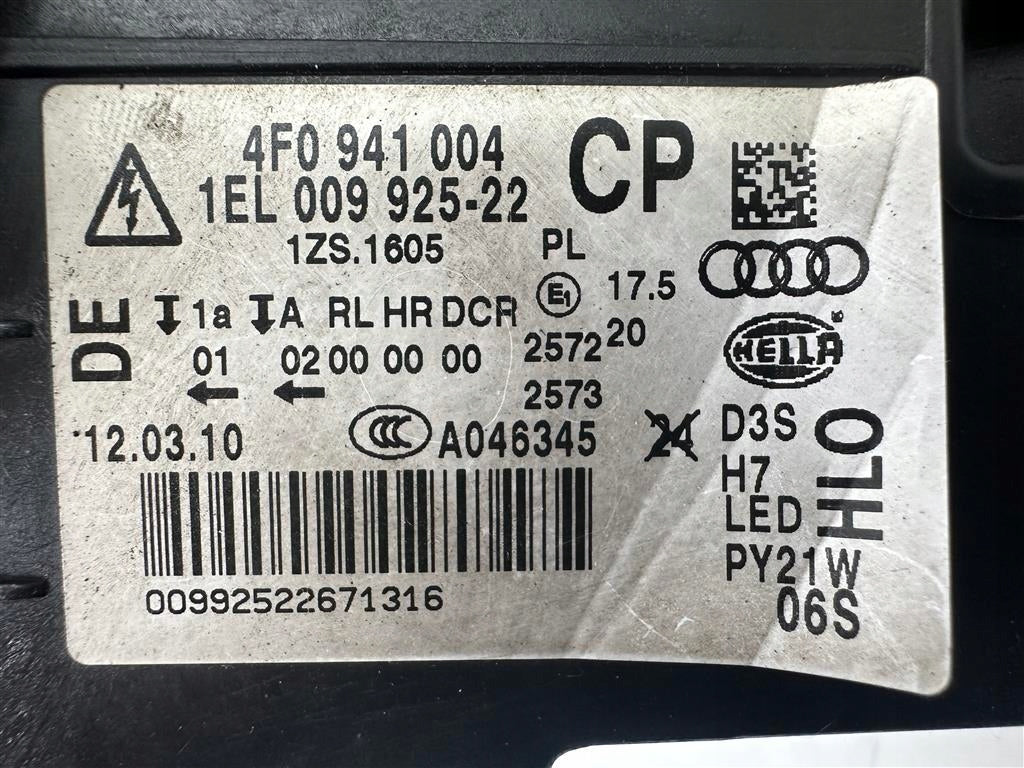 4F0 941 004 CP
1EL 009 925-22
1ZS.1605 PL
DE 1a A RL HR DCR E1 17.5
01 02 00 00 00 2572 20
2573
HELLA
12.03.10 CCC A046345 24 D3S
H7
LED
HLO
PY21W
06S
00992522671316